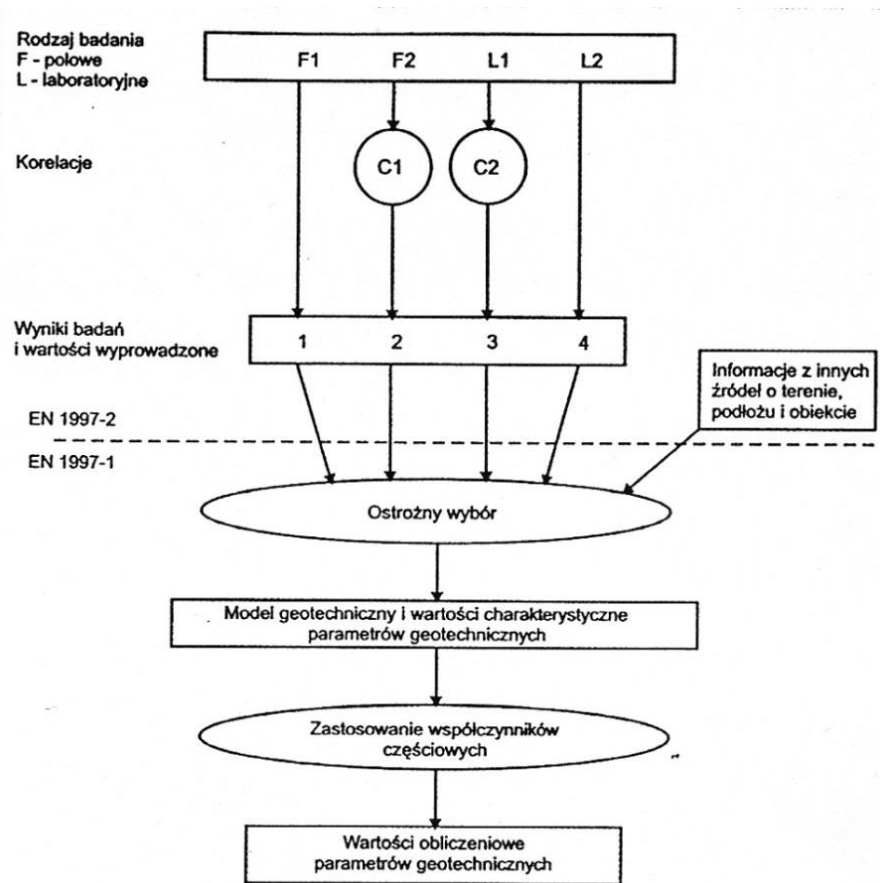 Rodzaj badania
F - polowe
L - laboratoryjne
F1 F2 L1 L2
Korelacje
C1 C2
Wyniki badań
i wartości wyprowadzone
1 2 3 4
Informacje z innych
źródeł o terenie,
podłożu i obiekcie
EN 1997-2
EN 1997-1
Ostrożny wybór
Model geotechniczny i wartości charakterystyczne
parametrów geotechnicznych
Zastosowanie współczynników
częściowych
Wartości obliczeniowe
parametrów geotechnicznych